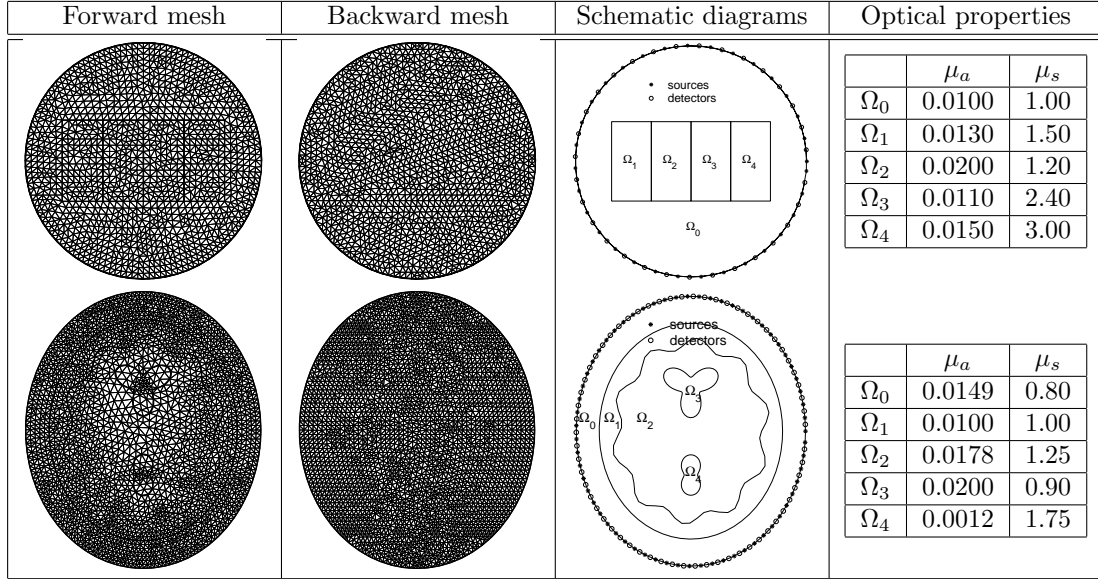 Forward mesh Backward mesh Schematic diagrams Optical properties
sources
detectors
Ω1 Ω2 Ω3 Ω4
Ω0
μa μs
Ω0 0.0100 1.00
Ω1 0.0130 1.50
Ω2 0.0200 1.20
Ω3 0.0110 2.40
Ω4 0.0150 3.00
sources
detectors
Ω3
Ω0 Ω1 Ω2
Ω4
μa μs
Ω0 0.0149 0.80
Ω1 0.0100 1.00
Ω2 0.0178 1.25
Ω3 0.0200 0.90
Ω4 0.0012 1.75